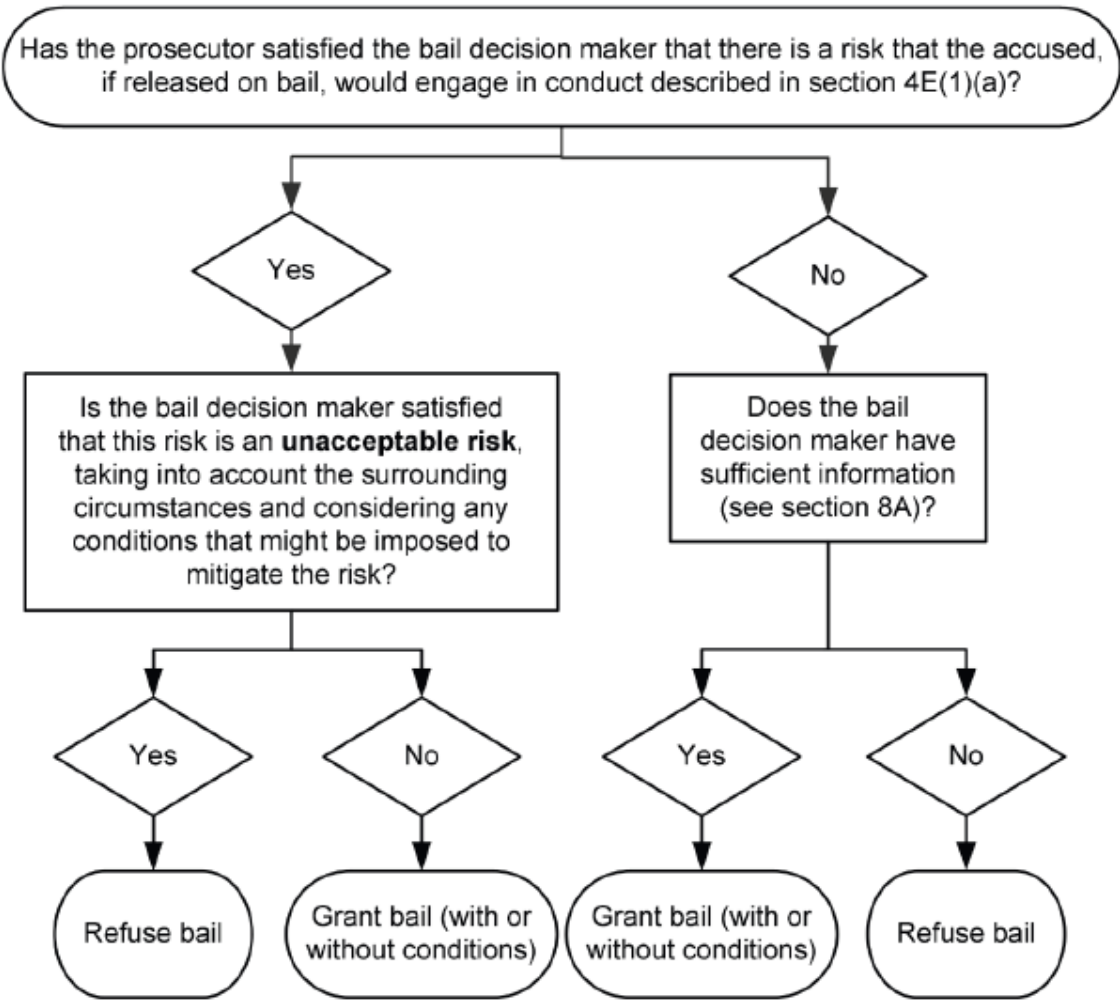 Has the prosecutor satisfied the bail decision maker that there is a risk that the accused,
if released on bail, would engage in conduct described in section 4E(1)(a)?
Yes
No
Is the bail decision maker satisfied
that this risk is an unacceptable risk,
taking into account the surrounding
circumstances and considering any
conditions that might be imposed to
mitigate the risk?
Does the bail
decision maker have
sufficient information
(see section 8A)?
Yes
No
Yes
No
Refuse bail
Grant bail (with or
without conditions)
Grant bail (with or
without conditions)
Refuse bail